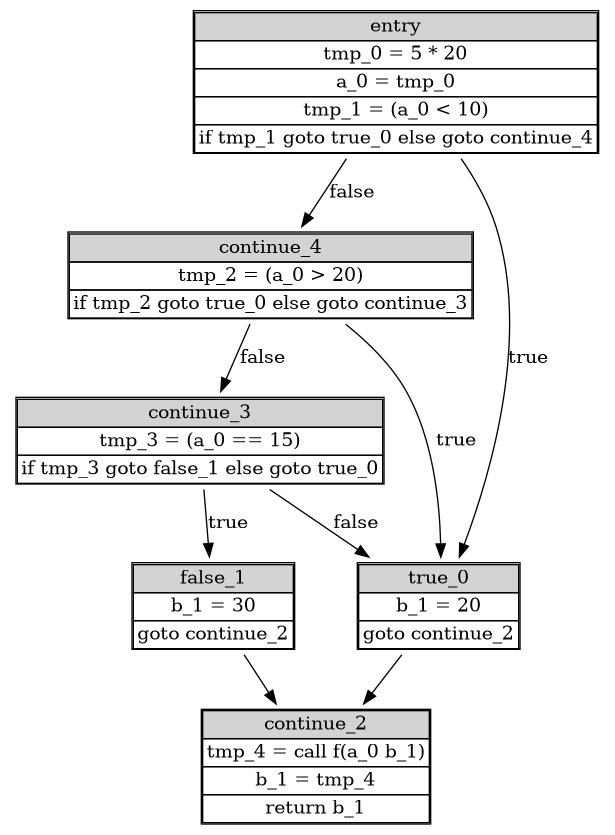 entry
tmp_0 = 5 * 20
a_0 = tmp_0
tmp_1 = (a_0 < 10)
if tmp_1 goto true_0 else goto continue_4
false
continue_4
tmp_2 = (a_0 > 20)
if tmp_2 goto true_0 else goto continue_3
false
true
continue_3
tmp_3 = (a_0 == 15)
if tmp_3 goto false_1 else goto true_0
true
true
false
false_1
b_1 = 30
goto continue_2
true_0
b_1 = 20
goto continue_2
continue_2
tmp_4 = call f(a_0 b_1)
b_1 = tmp_4
return b_1